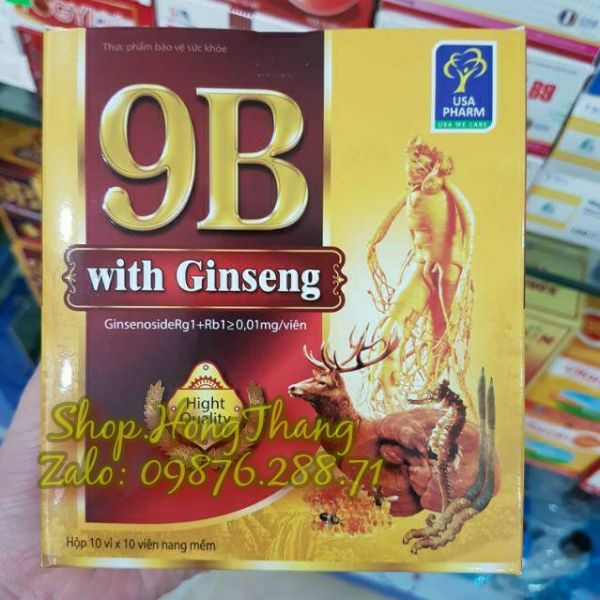 Thực phẩm bảo vệ sức khỏe
USA
PHARM
USA WE CARE
9B
with Ginseng
GinsenosideRg1+Rb1≥0,01mg/viên
Hight
Quality
Shop.HongThang
Zalo: 09876.288.71
Hộp 10 vỉ x 10 viên nang mềm